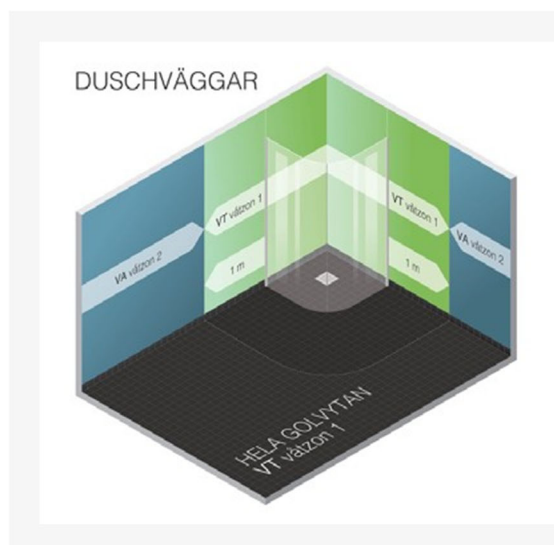 DUSCHVÄGGAR
VT våtzon 1
VT våtzon 1
VA våtzon 2
VA våtzon 2
1 m
1 m
HELA GOLVYTAN
VT våtzon 1